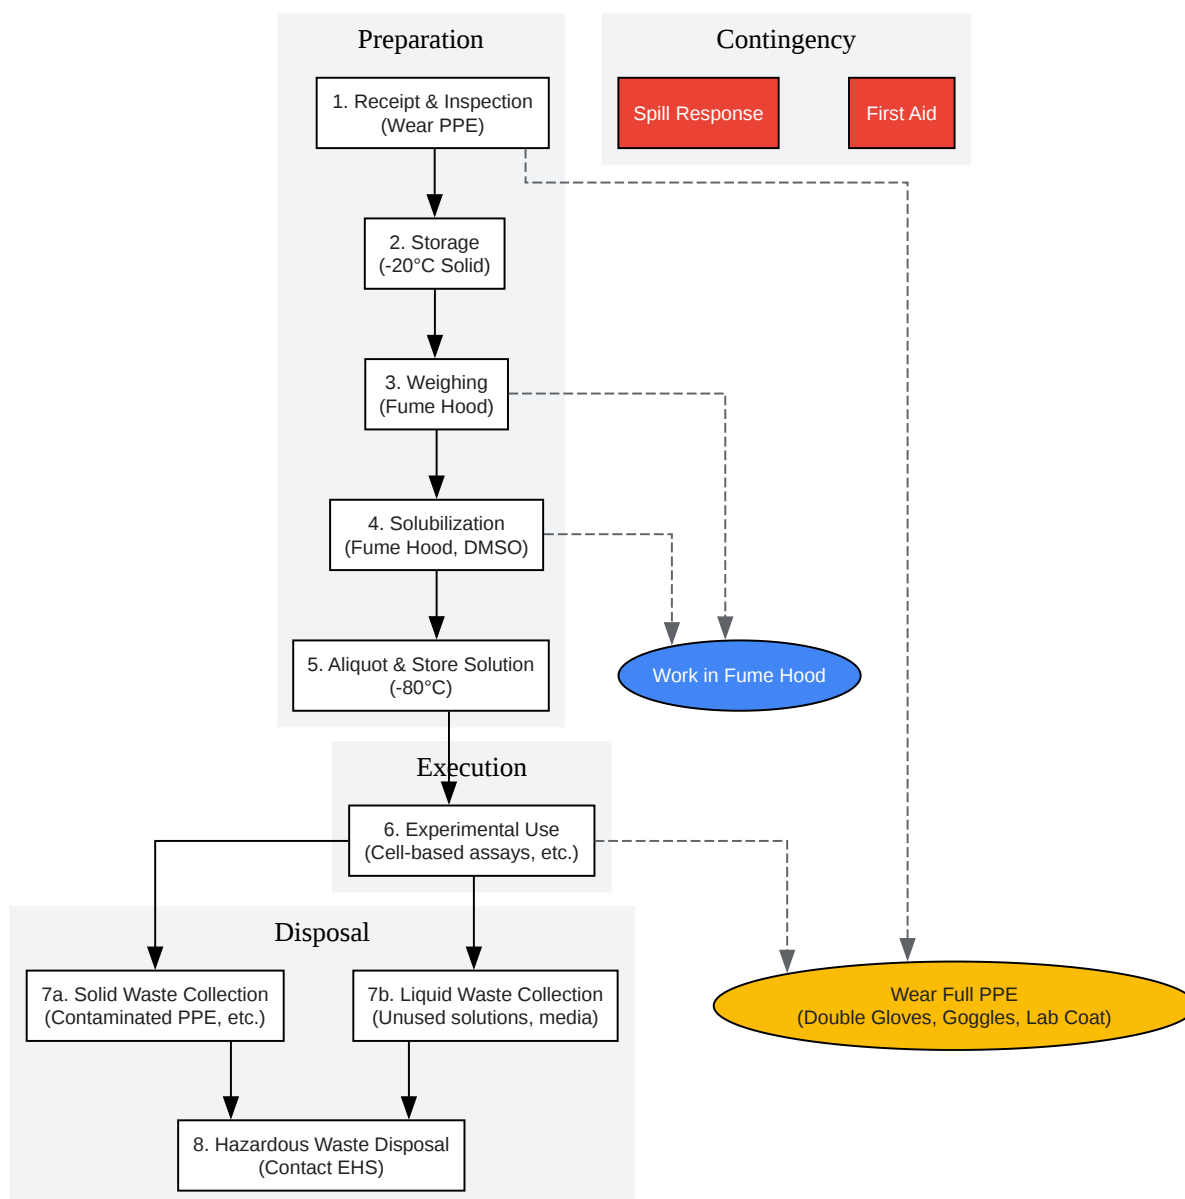 Preparation
1. Receipt & Inspection
(Wear PPE)
2. Storage
(-20°C Solid)
3. Weighing
(Fume Hood)
4. Solubilization
(Fume Hood, DMSO)
5. Aliquot & Store Solution
(-80°C)
Contingency
Spill Response
First Aid
Work in Fume Hood
Execution
6. Experimental Use
(Cell-based assays, etc.)
Disposal
7a. Solid Waste Collection
(Contaminated PPE, etc.)
7b. Liquid Waste Collection
(Unused solutions, media)
8. Hazardous Waste Disposal
(Contact EHS)
Wear Full PPE
(Double Gloves, Goggles, Lab Coat)